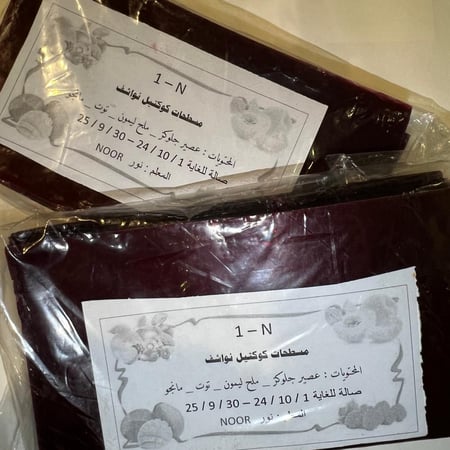 1 – N
مسطحات كوكتيل نواشف
المحتويات : عصير جلوكز _ ملح ليمون _ توت _ مانجو
صالة للغاية 1 / 10 / 24 – 30 / 9 / 25
المعلم : نور NOOR
1 – N
مسطحات كوكتيل نواشف
المحتويات : عصير جلوكز _ ملح ليمون _ توت _ مانجو
صالة للغاية 1 / 10 / 24 – 30 / 9 / 25
المعلم : نور NOOR